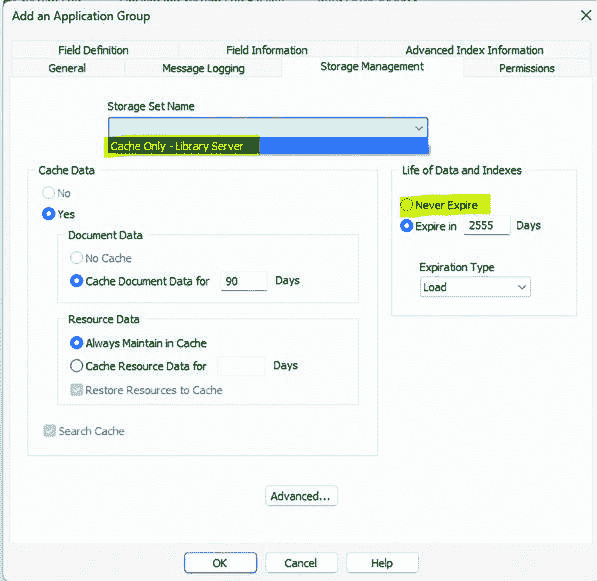 Add an Application Group
Field Definition Field Information Advanced Index Information
General Message Logging Storage Management Permissions
Storage Set Name
Cache Only - Library Server
Cache Data
No
Yes
Document Data
No Cache
Cache Document Data for 90 Days
Resource Data
Always Maintain in Cache
Cache Resource Data for Days
Restore Resources to Cache
Search Cache
Life of Data and Indexes
Never Expire
Expire in 2555 Days
Expiration Type
Load
Advanced...
OK Cancel Help